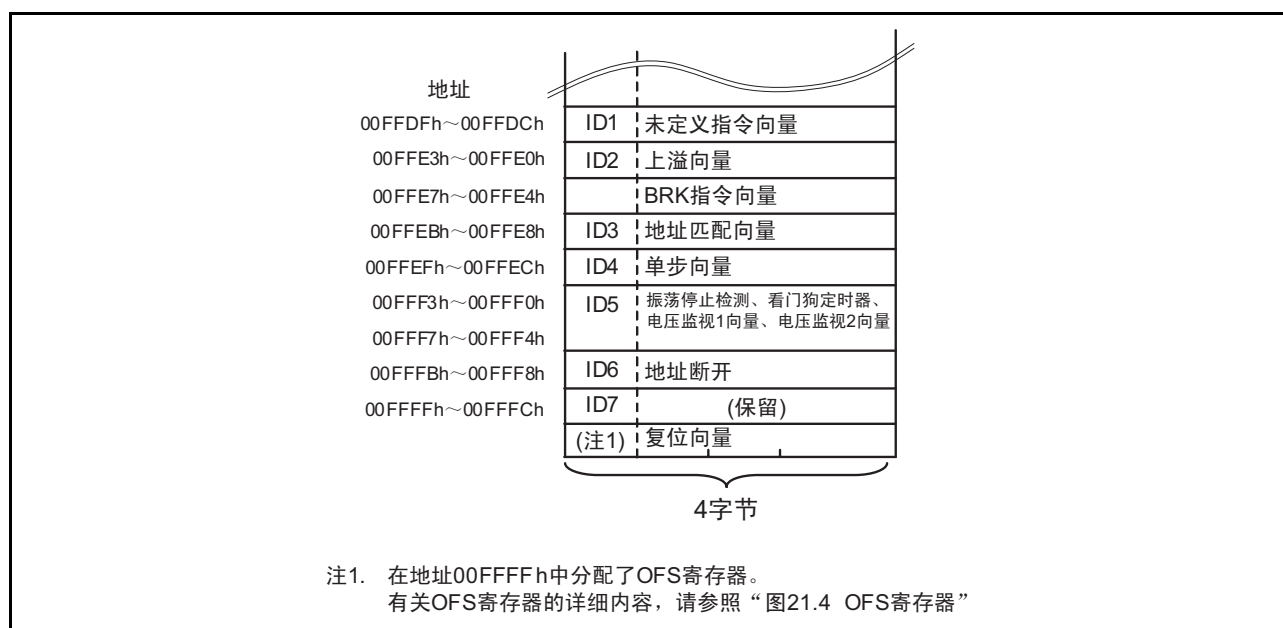 地址
00FFDFh～00FFDCh ID1 未定义指令向量
00FFE3h～00FFE0h ID2 上溢向量
00FFE7h～00FFE4h BRK指令向量
00FFEBh～00FFE8h ID3 地址匹配向量
00FFEFh～00FFECh ID4 单步向量
00FFF3h～00FFF0h ID5 振荡停止检测、看门狗定时器、
电压监视1向量、电压监视2向量
00FFF7h～00FFF4h
00FFFBh～00FFF8h ID6 地址断开
00FFFFh～00FFFCh ID7 (保留)
(注1) 复位向量
4字节
注1. 在地址00FFFFh中分配了OFS寄存器。
有关OFS寄存器的详细内容，请参照“图21.4 OFS寄存器”